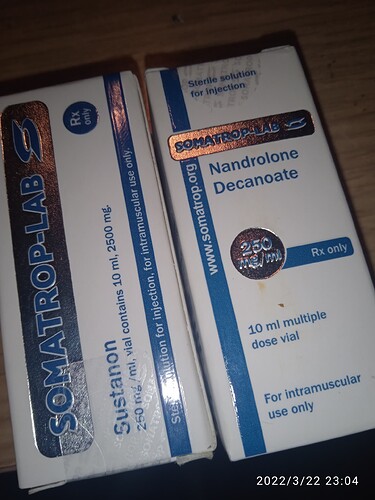 SOMATROP-LAB
Rx
only
Sustanon
250 mg/ml, vial contains 10 ml, 2500 mg.
solution for injection, for intramuscular use only.
Sterile solution
for injection
SOMATROP-LAB
Nandrolone
Decanoate
www.somatrop.org
250
mg/ml
Rx only
10 ml multiple
dose vial
For intramuscular
use only
2022/3/22 23:04